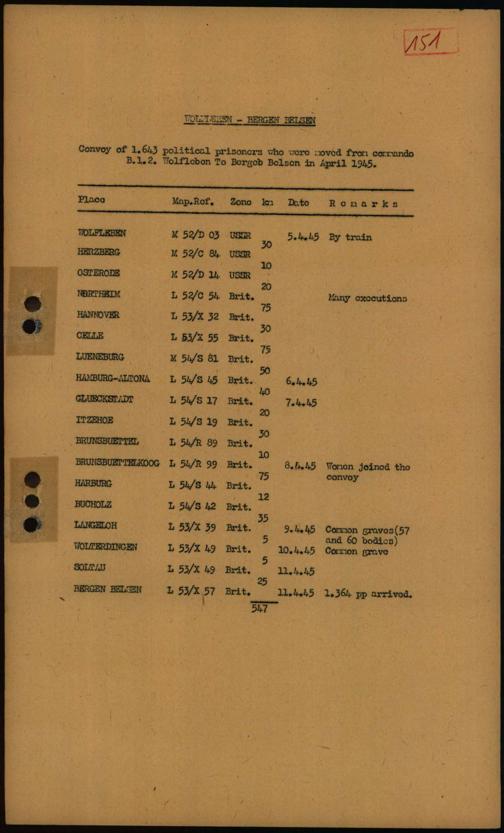 151
WOLFLEBEN - BERGEN BELSEN
Convoy of 1.643 political prisoners who were moved from commando
B.1.2. Wolfleben To Bergeb Belsen in April 1945.
Place Map.Ref. Zone km Date Remarks
WOLFLEBEN M 52/D 03 USSR 5.4.45 By train
30
HERZBERG M 52/C 84 USSR
10
OSTERODE M 52/D 14 USSR
20
NORTHEIM L 52/C 54 Brit. Many executions
75
HANNOVER L 53/X 32 Brit.
30
CELLE L 53/X 55 Brit.
75
LUENEBURG M 54/S 81 Brit.
50
HAMBURG-ALTONA L 54/S 45 Brit. 6.4.45
40
GLUECKSTADT L 54/S 17 Brit. 7.4.45
20
ITZEHOE L 54/S 19 Brit.
30
BRUNSBUETTEL L 54/R 89 Brit.
10
BRUNSBUETTELKOOG L 54/R 99 Brit. 8.4.45 Women joined the
75 convoy
HARBURG L 54/S 44 Brit.
12
BUCHOLZ L 54/S 42 Brit.
35
LANGELOH L 53/X 39 Brit. 9.4.45 Common graves(57
5 and 60 bodies)
WOLTERDINGEN L 53/X 49 Brit. 10.4.45 Common grave
5
SOLTAU L 53/X 49 Brit. 11.4.45
25
BERGEN BELSEN L 53/X 57 Brit. 11.4.45 1.364 pp arrived.
547